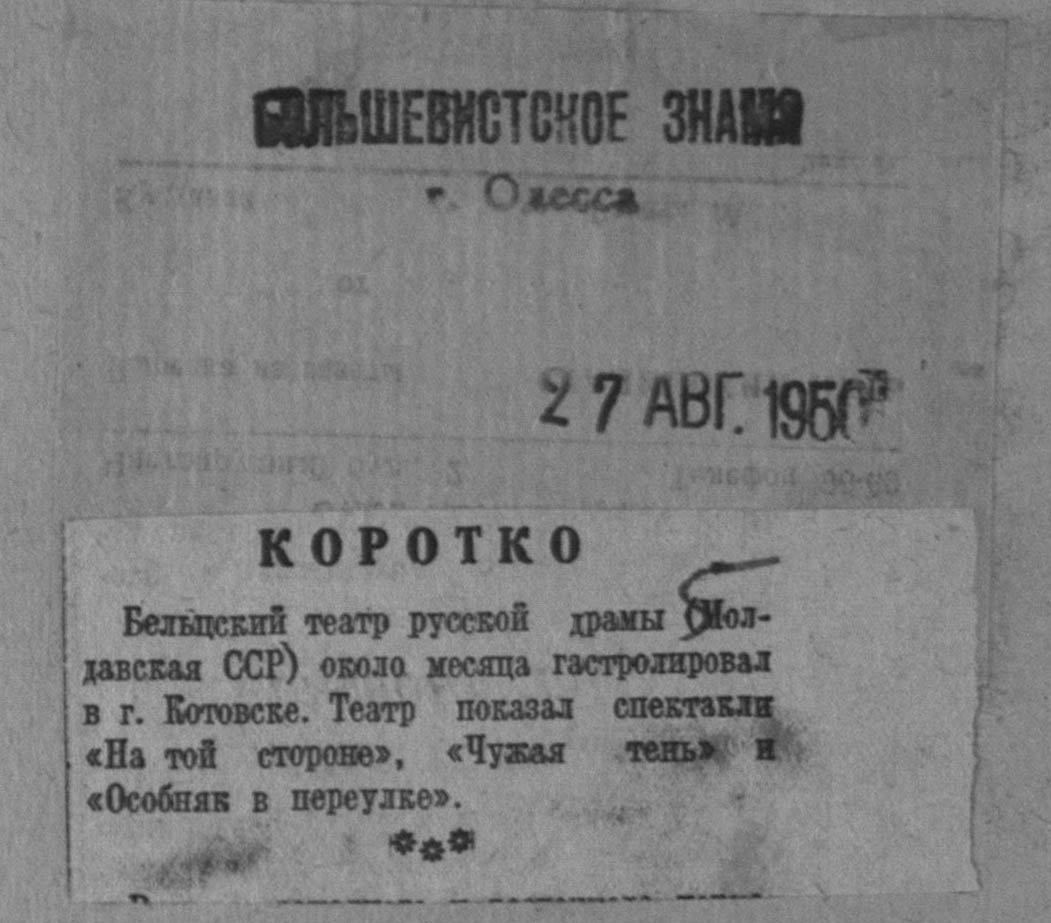 БОЛЬШЕВИСТСКОЕ ЗНАМЯ
г. Одесса
27 АВГ. 1950
КОРОТКО
Бельцский театр русской драмы (Мол-
давская ССР) около месяца гастролировал
в г. Котовске. Театр показал спектакли
«На той стороне», «Чужая тень» и
«Особняк в переулке».